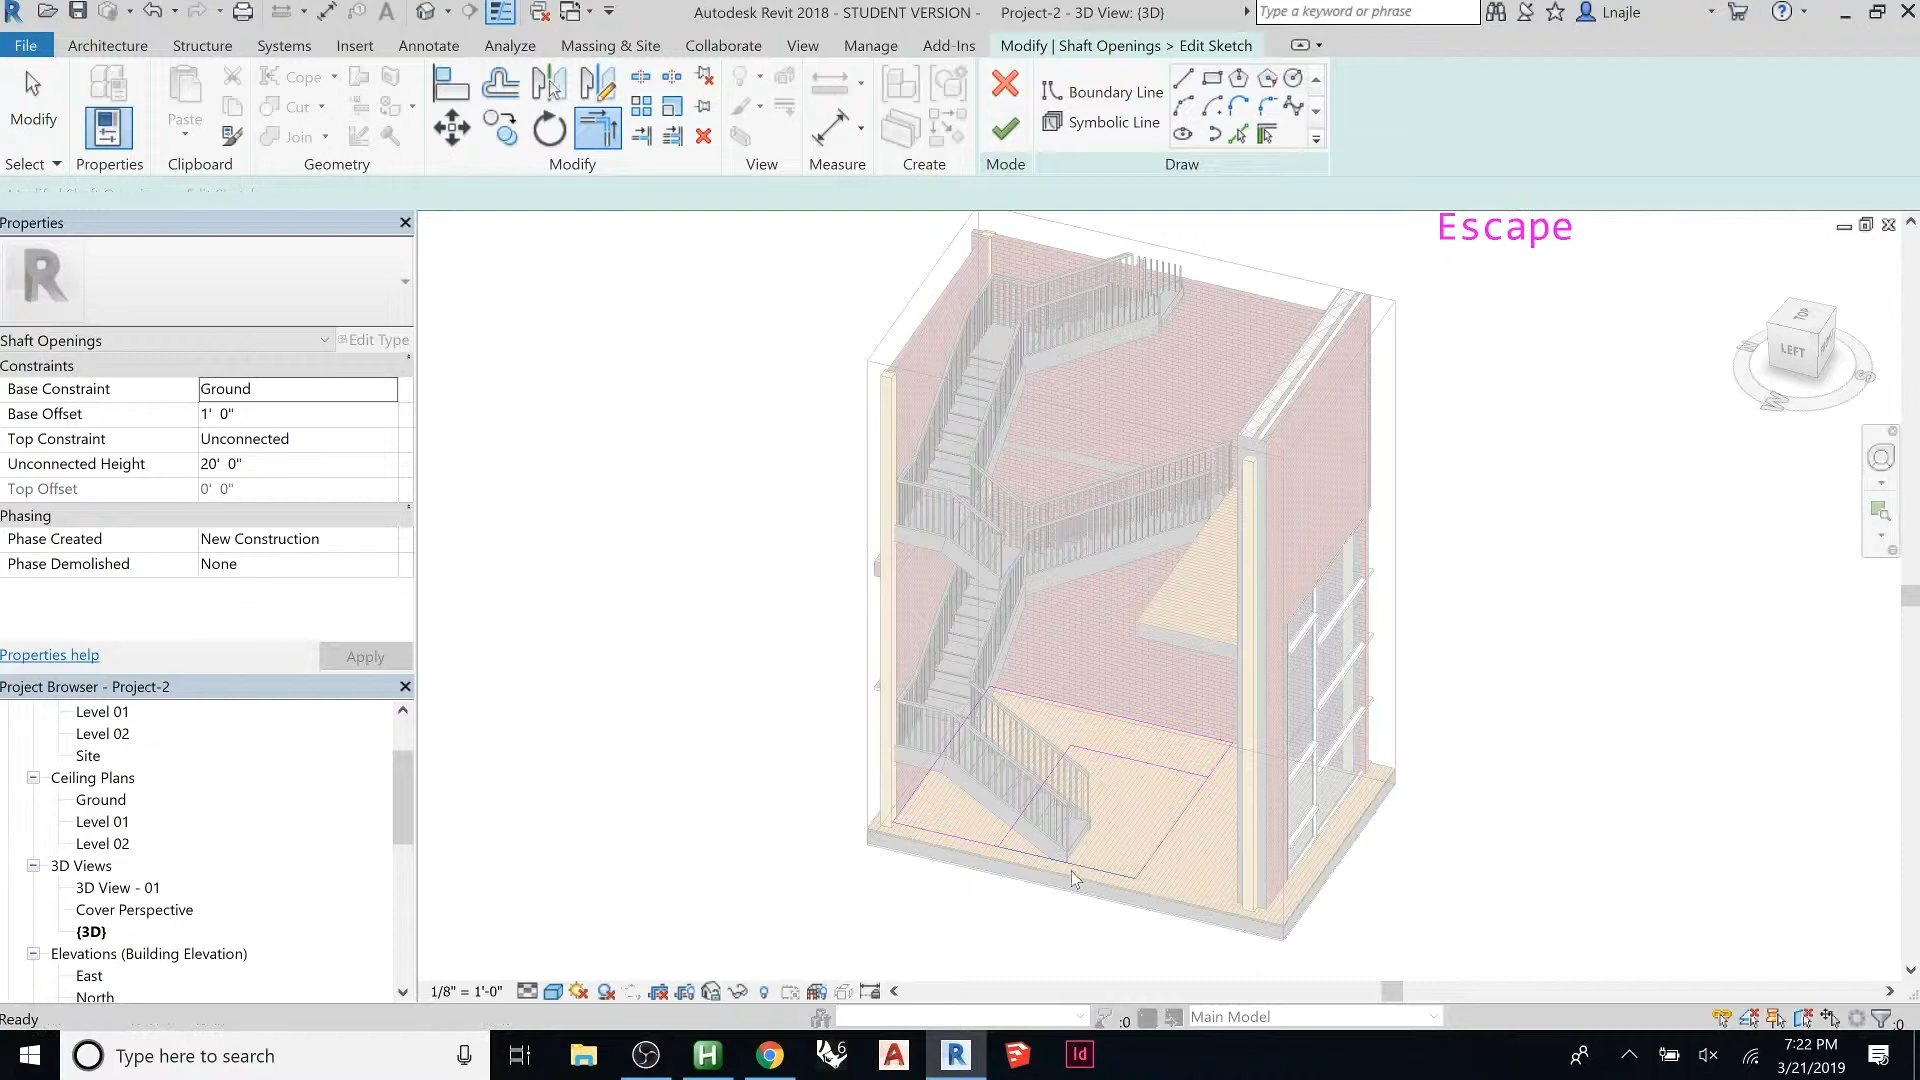 Autodesk Revit 2018 - STUDENT VERSION - Project-2 - 3D View: {3D}
Type a keyword or phrase
Lnajle
File Architecture Structure Systems Insert Annotate Analyze Massing & Site Collaborate View Manage Add-Ins Modify | Shaft Openings > Edit Sketch
Modify
Paste
Cope
Cut
Join
Boundary Line
Symbolic Line
Select Properties Clipboard Geometry Modify View Measure Create Mode Draw
Properties
Escape
R
Shaft Openings
Edit Type
Constraints
Base Constraint Ground
Base Offset 1' 0"
Top Constraint Unconnected
Unconnected Height 20' 0"
Top Offset 0' 0"
Phasing
Phase Created New Construction
Phase Demolished None
Properties help
Apply
Project Browser - Project-2
Level 01
Level 02
Site
Ceiling Plans
Ground
Level 01
Level 02
3D Views
3D View - 01
Cover Perspective
{3D}
Elevations (Building Elevation)
East
North
TOP
LEFT
W
S
1/8" = 1'-0"
Ready
:0
Main Model
:0
Type here to search
7:22 PM
3/21/2019